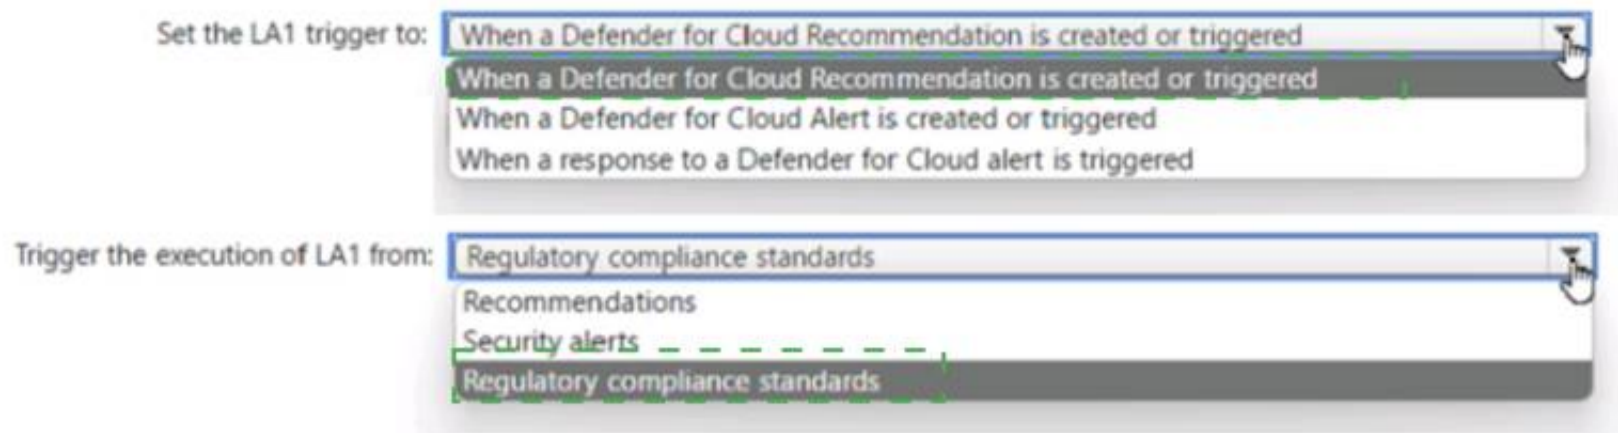 Set the LA1 trigger to: When a Defender for Cloud Recommendation is created or triggered
When a Defender for Cloud Recommendation is created or triggered
When a Defender for Cloud Alert is created or triggered
When a response to a Defender for Cloud alert is triggered
Trigger the execution of LA1 from: Regulatory compliance standards
Recommendations
Security alerts
Regulatory compliance standards